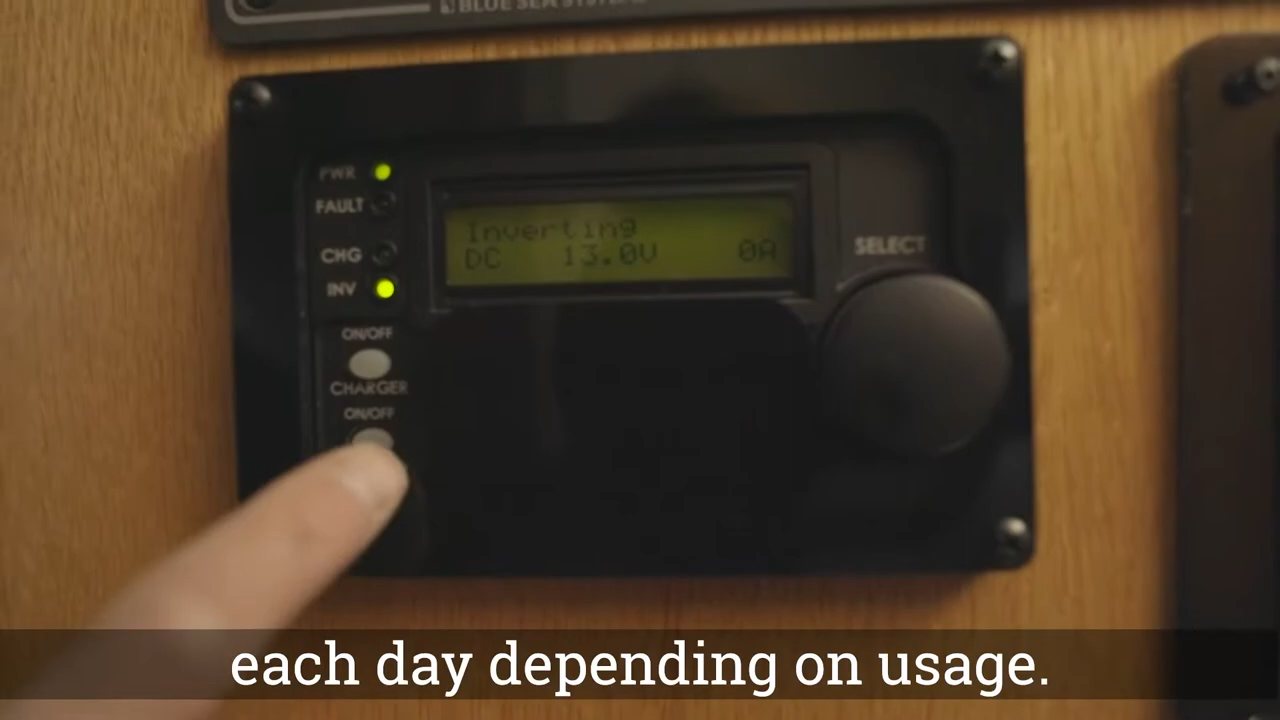 BLUE SEA SYSTEMS
PWR
FAULT
CHG
INV
Inverting
DC 13.0V 0A
SELECT
ON/OFF
CHARGER
ON/OFF
each day depending on usage.